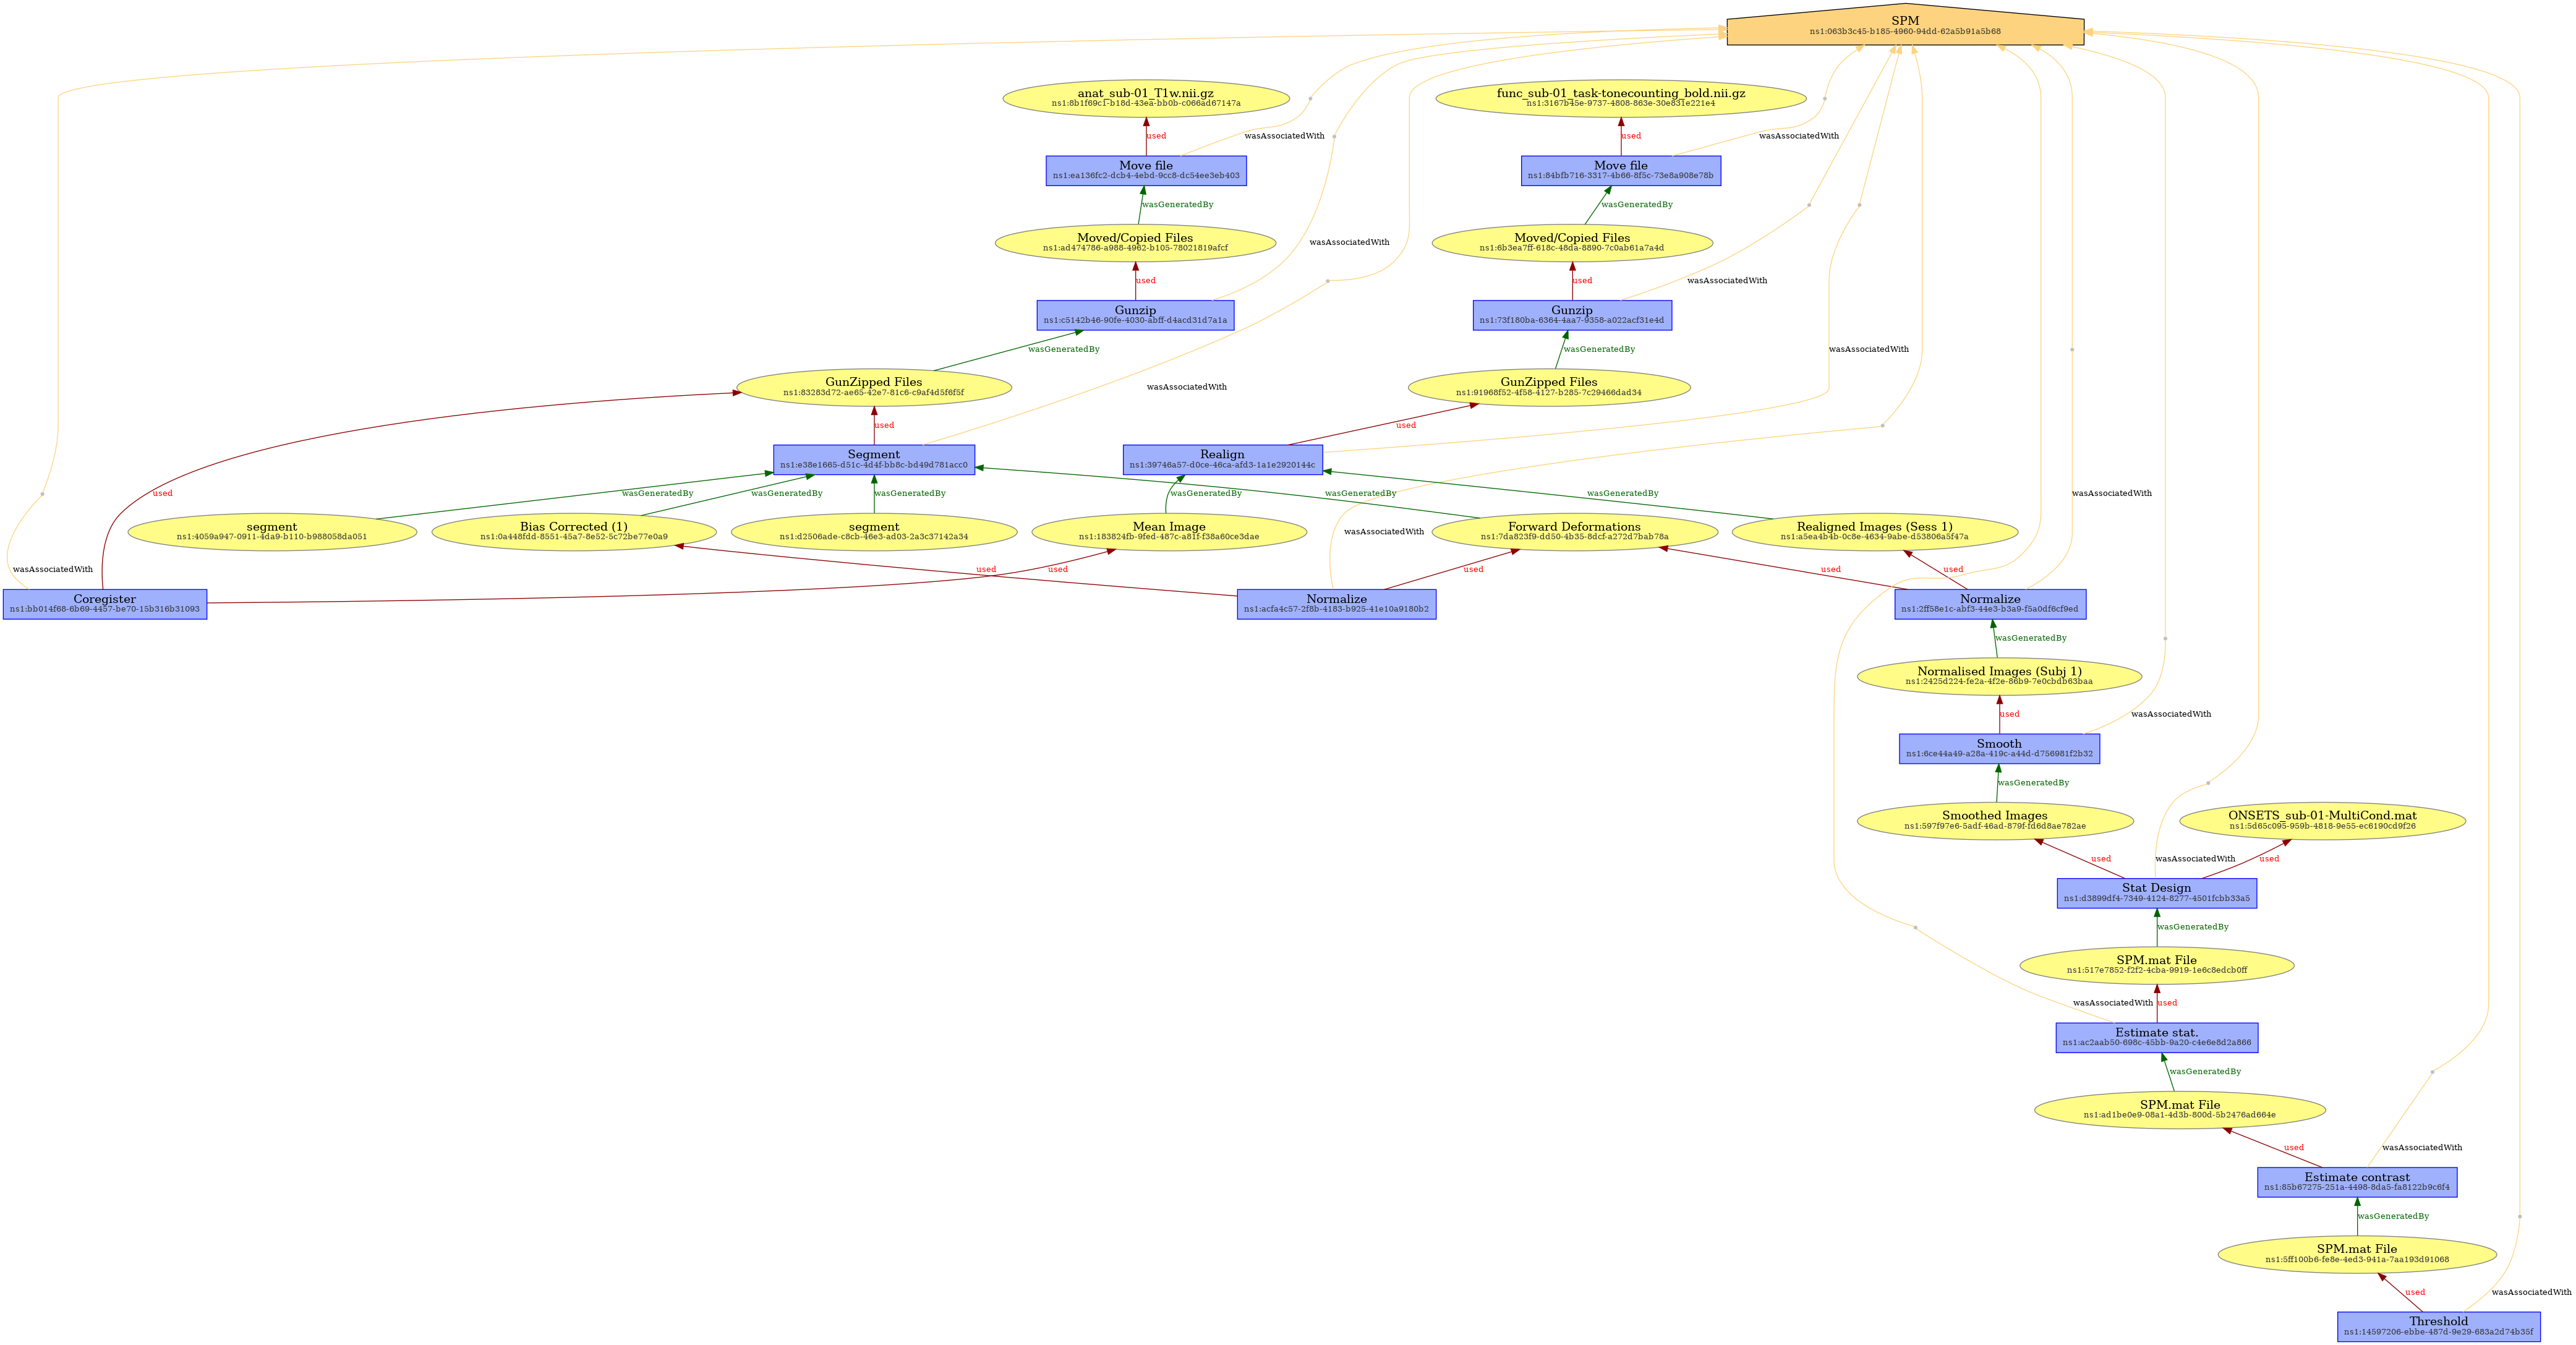 SPM
ns1:063b3c45-b185-4960-94dd-62a5b91a5b68
anat_sub-01_T1w.nii.gz
ns1:8b1f69c1-b18d-43ea-bb0b-c066ad67147a
func_sub-01_task-tonecounting_bold.nii.gz
ns1:3167b45e-9737-4808-863e-30e831e221e4
used
wasAssociatedWith
used
wasAssociatedWith
Move file
ns1:ea136fc2-dcb4-4ebd-9cc8-dc54ee3eb403
Move file
ns1:84bfb716-3317-4b66-8f5c-73e8a908e78b
wasGeneratedBy
wasGeneratedBy
Moved/Copied Files
ns1:ad474786-a988-4962-b105-78021819afcf
wasAssociatedWith
Moved/Copied Files
ns1:6b3ea7ff-618c-48da-8890-7c0ab61a7a4d
used
used
wasAssociatedWith
Gunzip
ns1:c5142b46-90fe-4030-abff-d4acd31d7a1a
Gunzip
ns1:73f180ba-6364-4aa7-9358-a022acf31e4d
wasGeneratedBy
wasGeneratedBy
wasAssociatedWith
GunZipped Files
ns1:83283d72-ae65-42e7-81c6-c9af4d5f6f5f
wasAssociatedWith
GunZipped Files
ns1:91968f52-4f58-4127-b285-7c29466dad34
used
used
Segment
ns1:e38e1665-d51c-4d4f-bb8c-bd49d781acc0
Realign
ns1:39746a57-d0ce-46ca-afd3-1a1e2920144c
used
wasGeneratedBy
wasGeneratedBy
wasGeneratedBy
wasGeneratedBy
wasGeneratedBy
wasGeneratedBy
wasAssociatedWith
segment
ns1:4059a947-0911-4da9-b110-b988058da051
Bias Corrected (1)
ns1:0a448fdd-8551-45a7-8e52-5c72be77e0a9
segment
ns1:d2506ade-c8cb-46e3-ad03-2a3c37142a34
Mean Image
ns1:183824fb-9fed-487c-a81f-f38a60ce3dae
wasAssociatedWith
Forward Deformations
ns1:7da823f9-dd50-4b35-8dcf-a272d7bab78a
Realigned Images (Sess 1)
ns1:a5ea4b4b-0c8e-4634-9abe-d53806a5f47a
wasAssociatedWith
used
used
used
used
used
Coregister
ns1:bb014f68-6b69-4457-be70-15b316b31093
Normalize
ns1:acfa4c57-2f8b-4183-b925-41e10a9180b2
Normalize
ns1:2ff58e1c-abf3-44e3-b3a9-f5a0df6cf9ed
wasGeneratedBy
Normalised Images (Subj 1)
ns1:2425d224-fe2a-4f2e-86b9-7e0cbdb63baa
used
wasAssociatedWith
Smooth
ns1:6ce44a49-a28a-419c-a44d-d756981f2b32
wasGeneratedBy
Smoothed Images
ns1:597f97e6-5adf-46ad-879f-fd6d8ae782ae
ONSETS_sub-01-MultiCond.mat
ns1:5d65c095-959b-4818-9e55-ec6190cd9f26
used
wasAssociatedWith
used
Stat Design
ns1:d3899df4-7349-4124-8277-4501fcbb33a5
wasGeneratedBy
SPM.mat File
ns1:517e7852-f2f2-4cba-9919-1e6c8edcb0ff
wasAssociatedWith
used
Estimate stat.
ns1:ac2aab50-698c-45bb-9a20-c4e6e8d2a866
wasGeneratedBy
SPM.mat File
ns1:ad1be0e9-08a1-4d3b-800d-5b2476ad664e
used
wasAssociatedWith
Estimate contrast
ns1:85b67275-251a-4498-8da5-fa8122b9c6f4
wasGeneratedBy
SPM.mat File
ns1:5ff100b6-fe8e-4ed3-941a-7aa193d91068
used
wasAssociatedWith
Threshold
ns1:14597206-ebbe-487d-9e29-683a2d74b35f